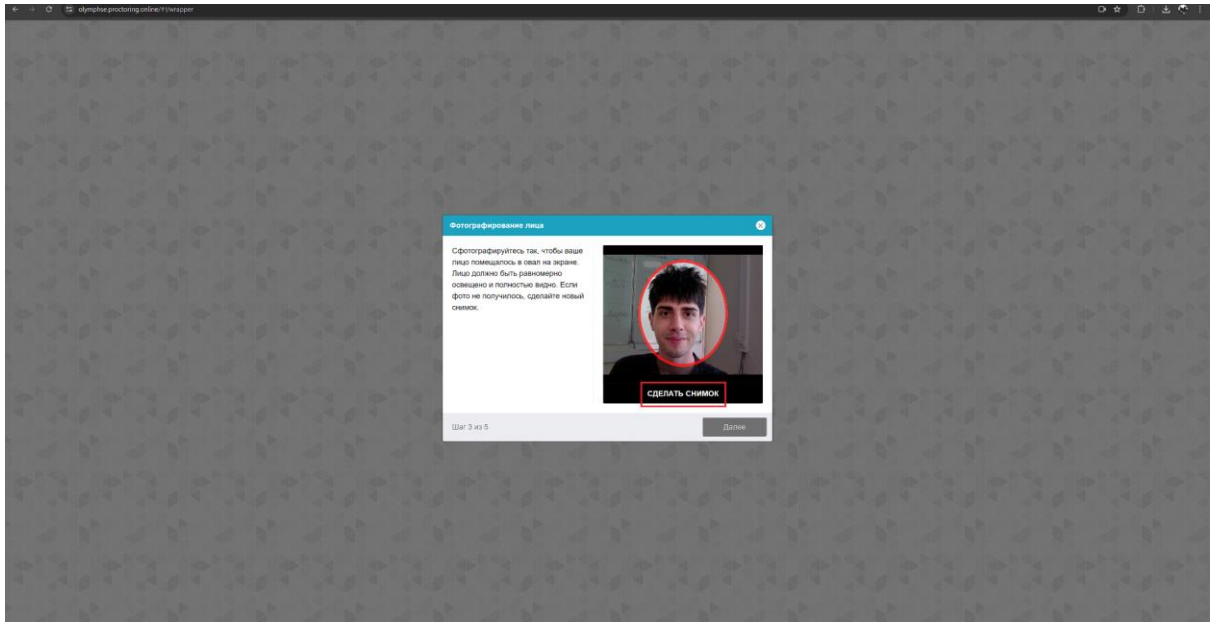 olymphse.proctoring.online/#!/wrapper
Фотографирование лица
Сфотографируйтесь так, чтобы ваше
лицо помещалось в овал на экране.
Лицо должно быть равномерно
освещено и полностью видно. Если
фото не получилось, сделайте новый
снимок.
СДЕЛАТЬ СНИМОК
Шаг 3 из 5
Далее